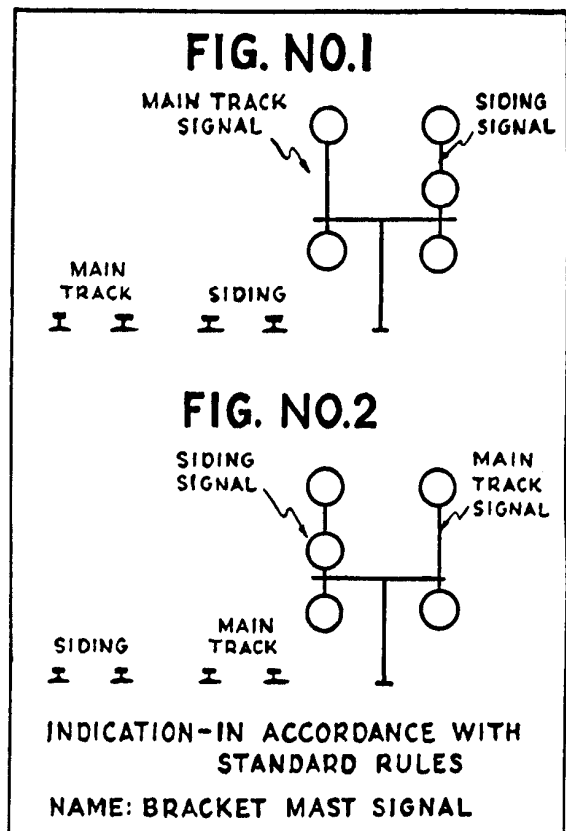 FIG. NO.1
MAIN TRACK
SIGNAL
SIDING
SIGNAL
MAIN
TRACK
SIDING
FIG. NO.2
SIDING
SIGNAL
MAIN
TRACK
SIGNAL
SIDING
MAIN
TRACK
INDICATION-IN ACCORDANCE WITH
STANDARD RULES
NAME: BRACKET MAST SIGNAL